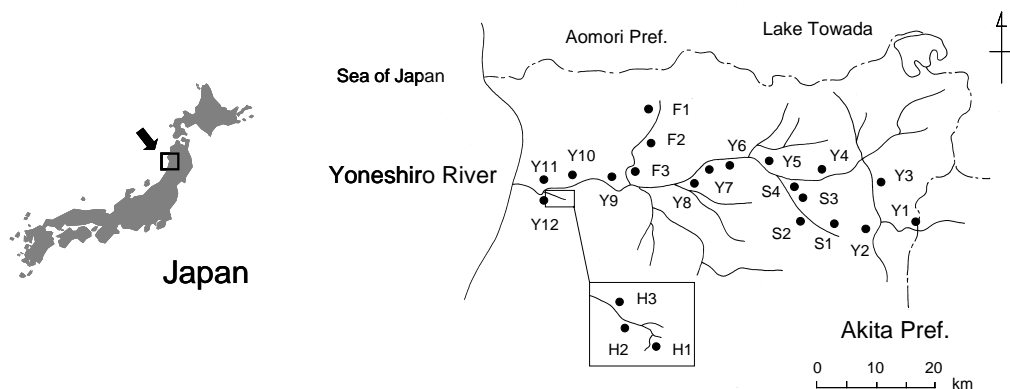 Lake Towada
Aomori Pref.
Sea of Japan
F1
F2
Y6
Y10
Y11
F3
Y5
Y4
Yoneshiro River
Y7
S4
Y3
Y9
Y8
S3
Y12
S2
S1
Y2
Y1
Japan
H3
H2
H1
Akita Pref.
0 10 20
km